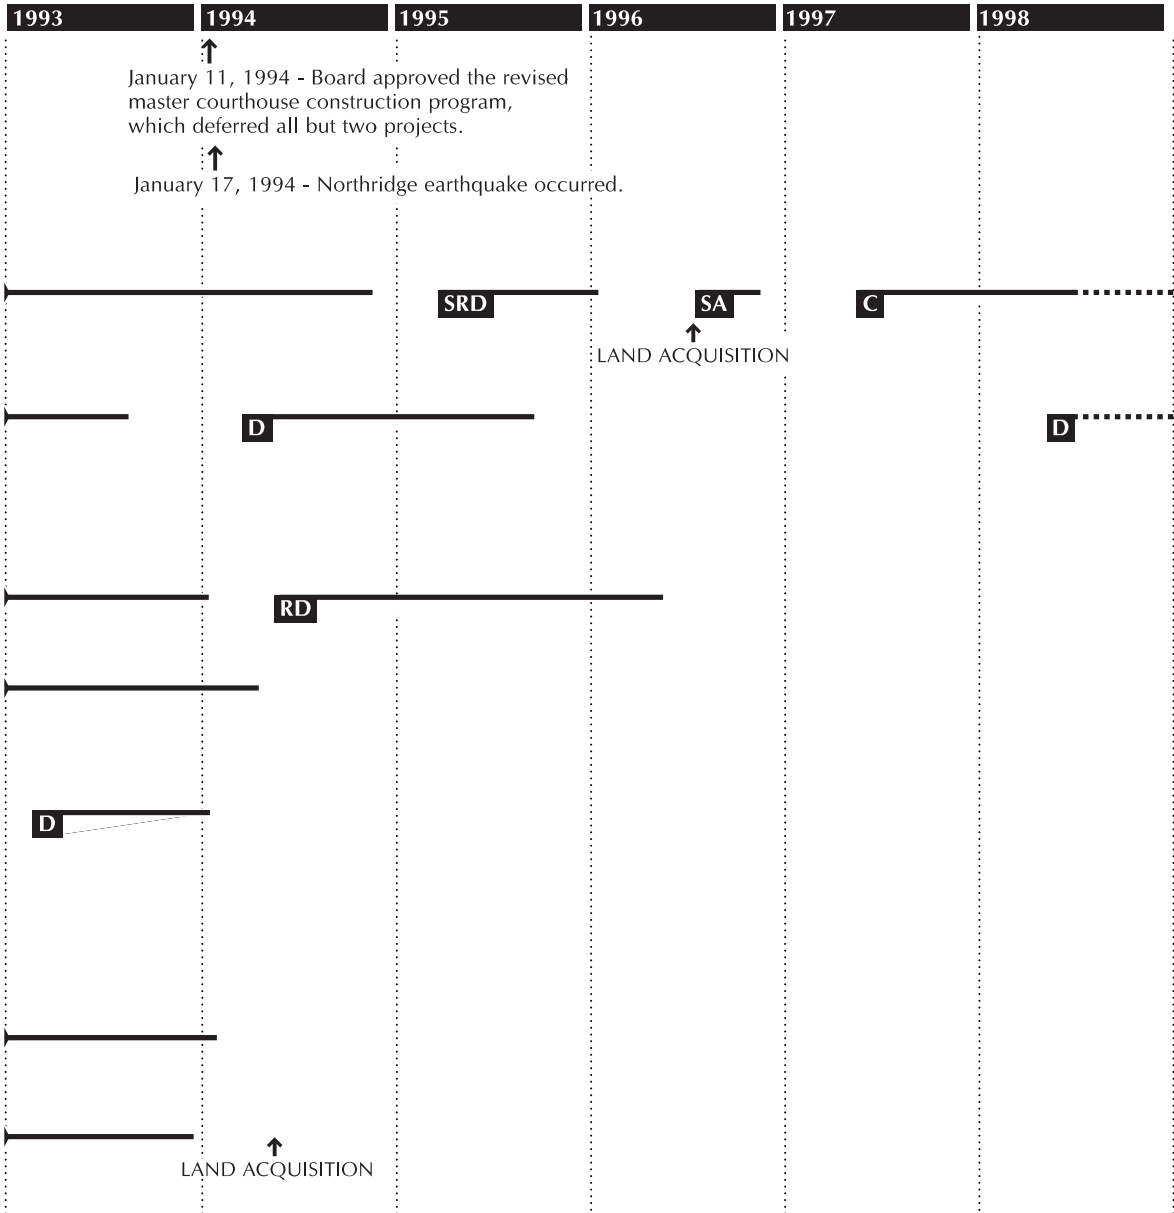 1993 1994 1995 1996 1997 1998
January 11, 1994 - Board approved the revised
master courthouse construction program,
which deferred all but two projects.
January 17, 1994 - Northridge earthquake occurred.
SRD SA C
LAND ACQUISITION
D D
RD
D
LAND ACQUISITION